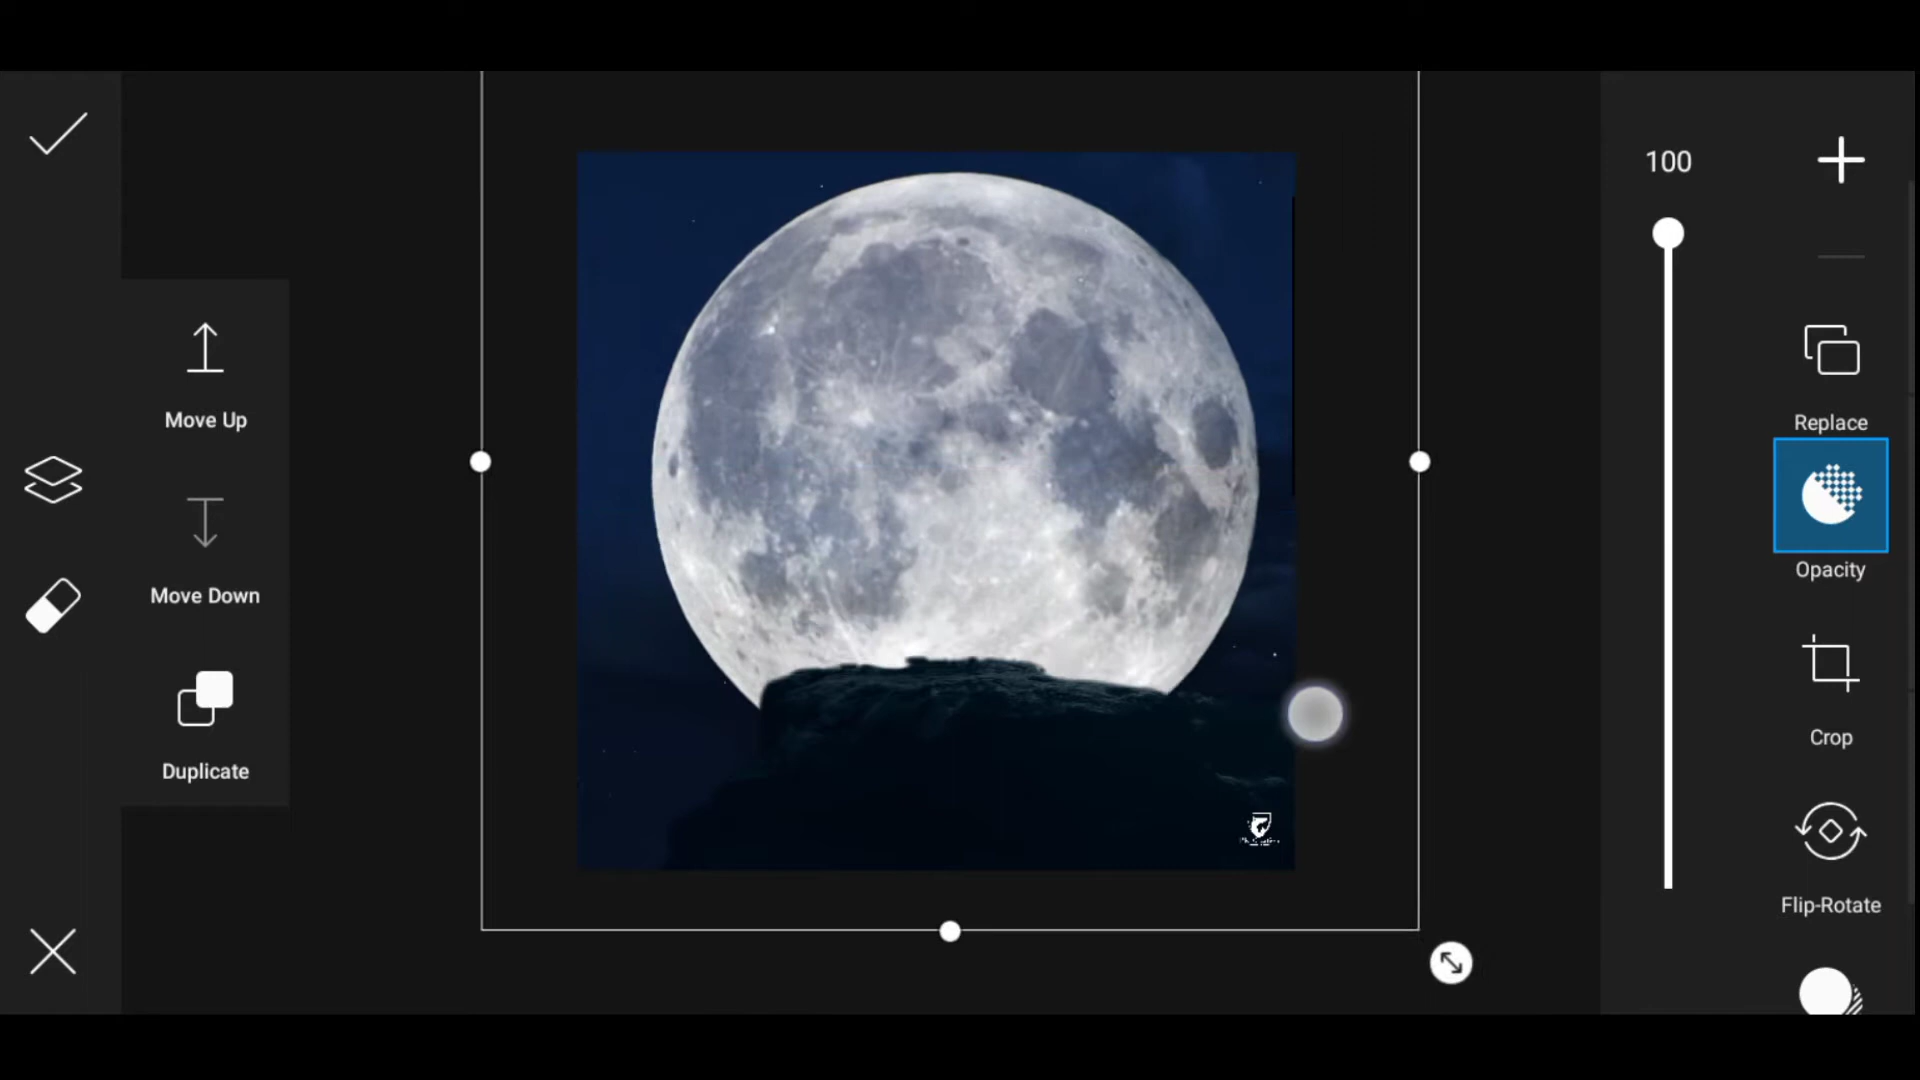 100
Move Up
Replace
Opacity
Move Down
Crop
Duplicate
Flip-Rotate